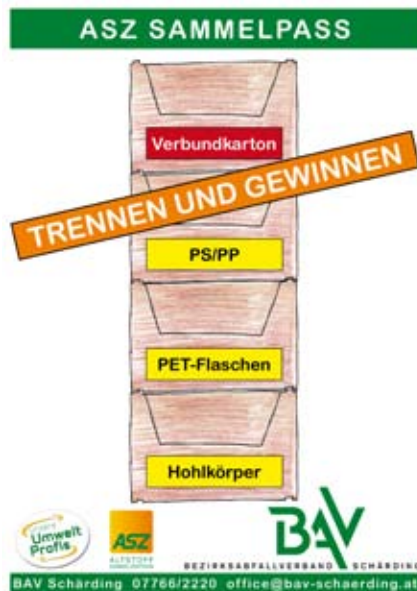 ASZ SAMMELPASS
Verbundkarton
TRENNEN UND GEWINNEN
PS/PP
PET-Flaschen
Hohlkörper
Umwelt
Profis
ASZ
BAV
BEZIRKSABFALLVERBAND SCHÄRDING
BAV Schärding 07766/2220 office@bav-schaerding.at